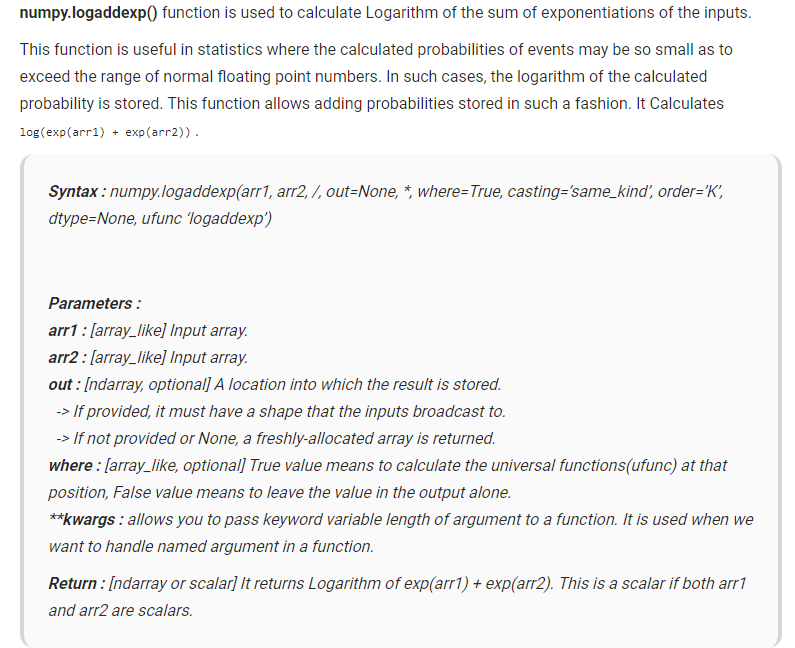 numpy.logaddexp() function is used to calculate Logarithm of the sum of exponentiations of the inputs.
This function is useful in statistics where the calculated probabilities of events may be so small as to
exceed the range of normal floating point numbers. In such cases, the logarithm of the calculated
probability is stored. This function allows adding probabilities stored in such a fashion. It Calculates
log(exp(arr1) + exp(arr2)) .
Syntax : numpy.logaddexp(arr1, arr2, /, out=None, *, where=True, casting=’same_kind’, order=’K’,
dtype=None, ufunc ‘logaddexp’)
Parameters :
arr1 : [array_like] Input array.
arr2 : [array_like] Input array.
out : [ndarray, optional] A location into which the result is stored.
-> If provided, it must have a shape that the inputs broadcast to.
-> If not provided or None, a freshly-allocated array is returned.
where : [array_like, optional] True value means to calculate the universal functions(ufunc) at that
position, False value means to leave the value in the output alone.
**kwargs : allows you to pass keyword variable length of argument to a function. It is used when we
want to handle named argument in a function.
Return : [ndarray or scalar] It returns Logarithm of exp(arr1) + exp(arr2). This is a scalar if both arr1
and arr2 are scalars.